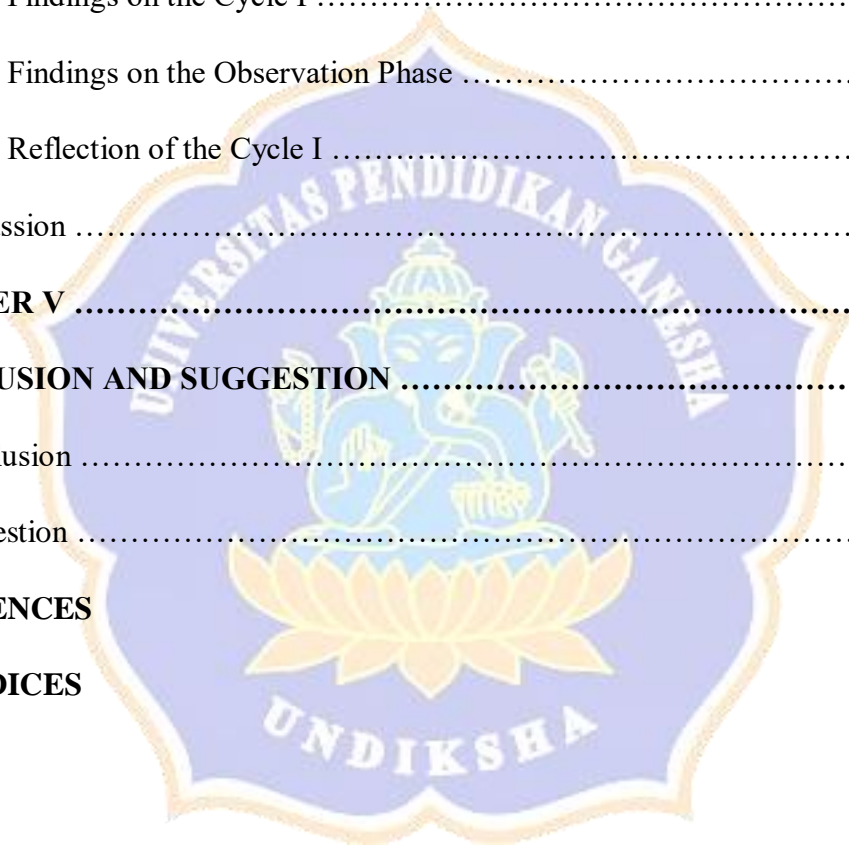 Findings on the Cycle I ……………………………………………
Findings on the Observation Phase ………………………………
Reflection of the Cycle I …………………………………………
ssion ……………………………………………………………………
ER V ……………………………………………………………………
USION AND SUGGESTION …………………………………………
lusion ……………………………………………………………………
estion ……………………………………………………………………
ENCES
DICES
UNIVERSITAS PENDIDIKAN GANESHA
UNDIKSHA